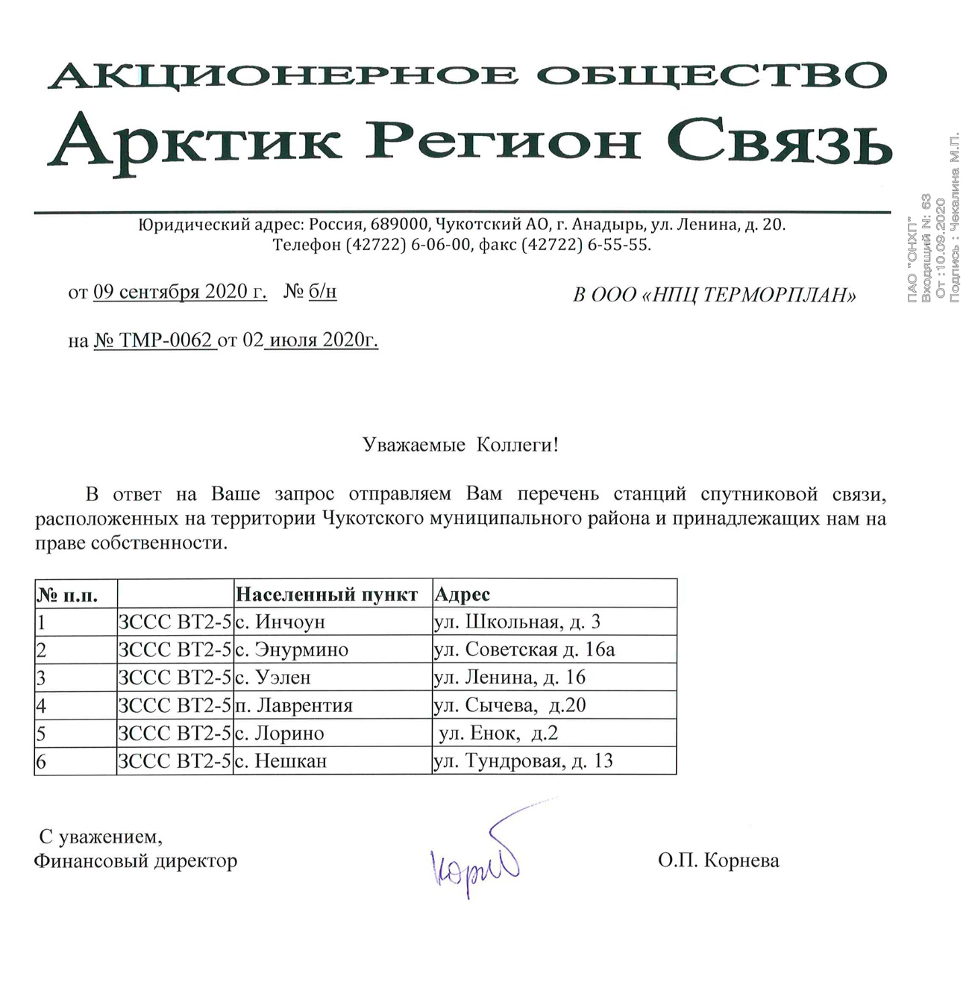 АКЦИОНЕРНОЕ ОБЩЕСТВО
Арктик Регион Связь
Юридический адрес: Россия, 689000, Чукотский АО, г. Анадырь, ул. Ленина, д. 20.
Телефон (42722) 6-06-00, факс (42722) 6-55-55.
ПАО "ОНХП"
Входящий N: 63
От :10.09.2020
Подпись : Чекалина М.П.
от 09 сентября 2020 г. № б/н
В ООО «НПЦ ТЕРМОРПЛАН»
на № ТМР-0062 от 02 июля 2020г.
Уважаемые Коллеги!
В ответ на Ваше запрос отправляем Вам перечень станций спутниковой связи,
расположенных на территории Чукотского муниципального района и принадлежащих нам на
праве собственности.
№ п.п. Населенный пункт Адрес
1 ЗССС ВТ2-5 с. Инчоун ул. Школьная, д. 3
2 ЗССС ВТ2-5 с. Энурмино ул. Советская д. 16а
3 ЗССС ВТ2-5 с. Уэлен ул. Ленина, д. 16
4 ЗССС ВТ2-5 п. Лаврентия ул. Сычева, д.20
5 ЗССС ВТ2-5 с. Лорино ул. Енок, д.2
6 ЗССС ВТ2-5 с. Нешкан ул. Тундровая, д. 13
С уважением,
Финансовый директор О.П. Корнева